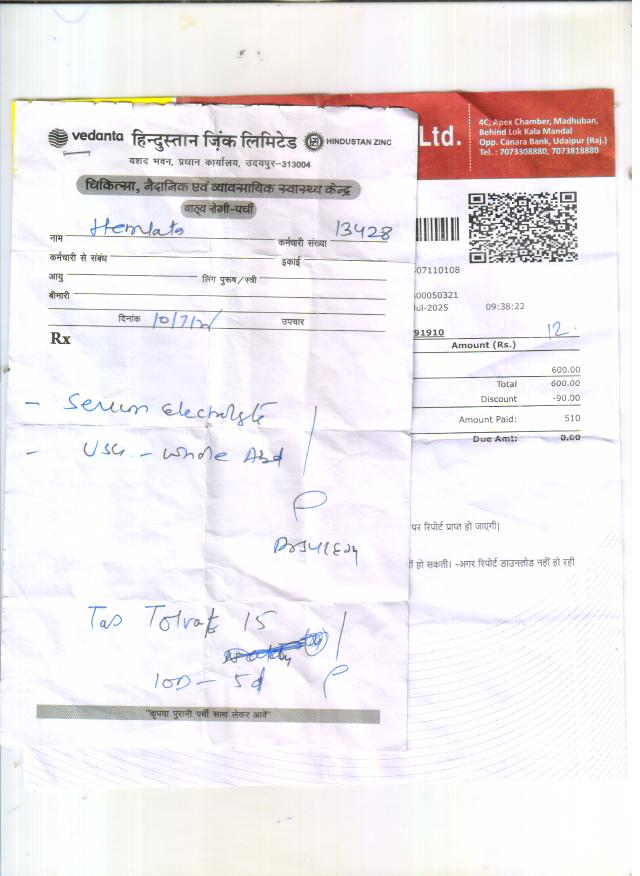 vedanta हिन्दुस्तान ज़िंक लिमिटेड HINDUSTAN ZINC
यशद भवन, प्रधान कार्यालय, उदयपुर-313004
चिकित्सा, नैदानिक एवं व्यावसायिक स्वास्थ्य केन्द्र
बाह्य रोगी-पर्ची
नाम Hemlata कर्मचारी संख्या 13428
कर्मचारी से संबंध इकाई
आयु लिंग पुरूष/स्त्री
बीमारी
दिनांक 10/7/ उपचार
Rx
- Serum Electrolyte
- USG - Whole Abd
Tab Tolvat 15
1OD - 5d
"कृपया पुरानी पर्ची साथ लेकर आवें"
Ltd.
4C, Apex Chamber, Madhuban,
Behind Lok Kala Mandal
Opp. Canara Bank, Udaipur (Raj.)
Tel. : 7073308880, 7073818880
07110108
00050321
ul-2025 09:38:22
91910 12.
Amount (Rs.)
600.00
Total 600.00
Discount -90.00
Amount Paid: 510
Due Amt: 0.00
पर रिपोर्ट प्राप्त हो जाएगी|
हो सकती। -अगर रिपोर्ट डाउनलोड नहीं हो रही